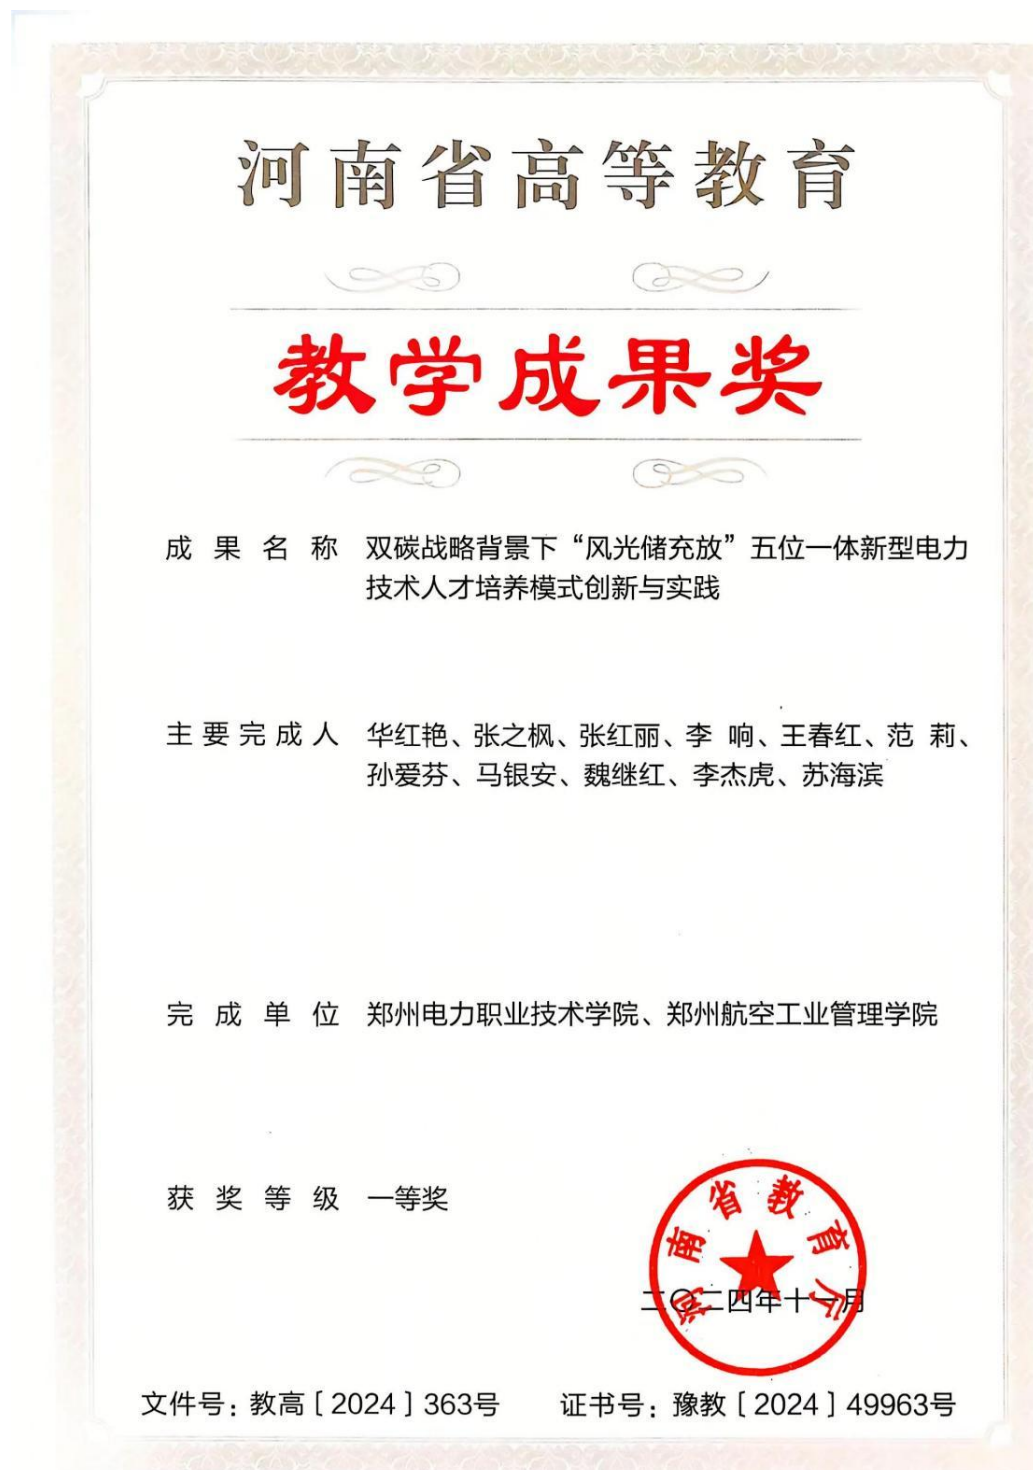 河南省高等教育
教学成果奖
成果名称 双碳战略背景下“风光储充放”五位一体新型电力
技术人才培养模式创新与实践
主要完成人 华红艳、张之枫、张红丽、李 响、王春红、范 莉、
孙爱芬、马银安、魏继红、李杰虎、苏海滨
完成单位 郑州电力职业技术学院、郑州航空工业管理学院
获奖等级 一等奖
河南省教育厅
二〇二四年十一月
文件号：教高〔2024〕363号 证书号：豫教〔2024〕49963号